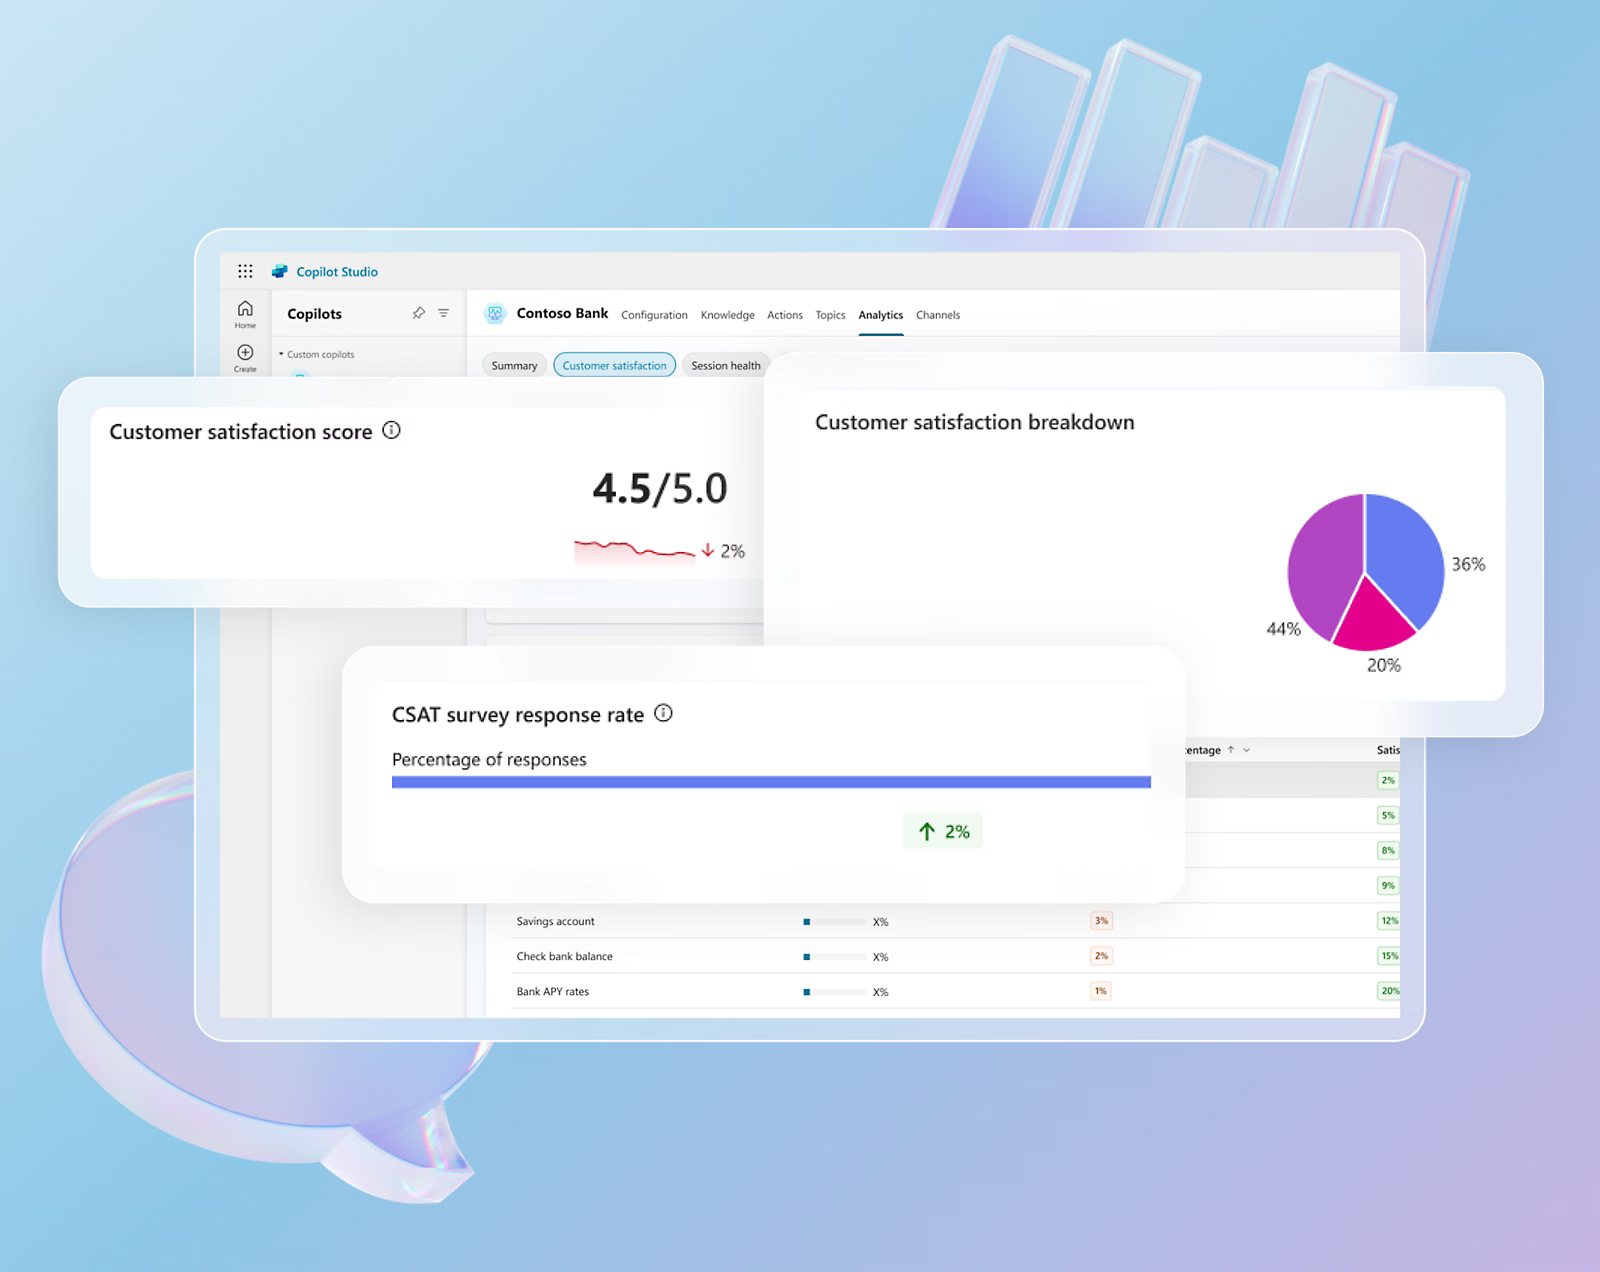 Copilot Studio
Home
Create
Copilots
Custom copilots
Contoso Bank
Configuration
Knowledge
Actions
Topics
Analytics
Channels
Summary
Customer satisfaction
Session health
Customer satisfaction score
4.5/5.0
2%
Customer satisfaction breakdown
36%
44%
20%
CSAT survey response rate
Percentage of responses
2%
centage
Satis
2%
5%
8%
9%
Savings account X% 3% 12%
Check bank balance X% 2% 15%
Bank APY rates X% 1% 20%